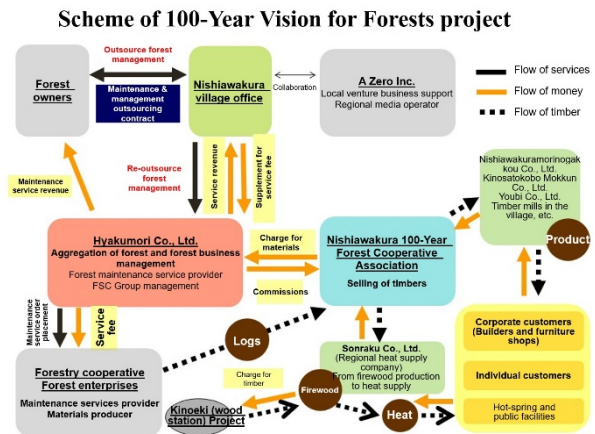 Scheme of 100-Year Vision for Forests project
Forest
owners
Outsource forest
management
Maintenance &
management
outsourcing
contract
Nishiawakura
village office
Collaboration
A Zero Inc.
Local venture business support
Regional media operator
Flow of services
Flow of money
Flow of timber
Maintenance
service revenue
Re-outsource
forest
management
Service revenue
Supplement for
service fee
Nishiawakuramorinogak
kou Co., Ltd.
Kinosatokobo Mokkun
Co., Ltd.
Youbi Co., Ltd.
Timber mills in the
village, etc.
Product
Hyakumori Co., Ltd.
Aggregation of forest and forest business
management
Forest maintenance service provider
FSC Group management
Charge for
materials
Commissions
Nishiawakura 100-Year
Forest Cooperative
Association
Selling of timbers
Maintenance
service order
placement
Service
fee
Logs
Sonraku Co., Ltd.
(Regional heat supply
company)
From firewood production
to heat supply
Corporate customers
(Builders and furniture
shops)
Individual customers
Hot-spring and
public facilities
Forestry cooperative
Forest enterprises
Maintenance services provider
Materials producer
Charge for
timber
Kinoeki (wood
station) Project
Firewood
Heat